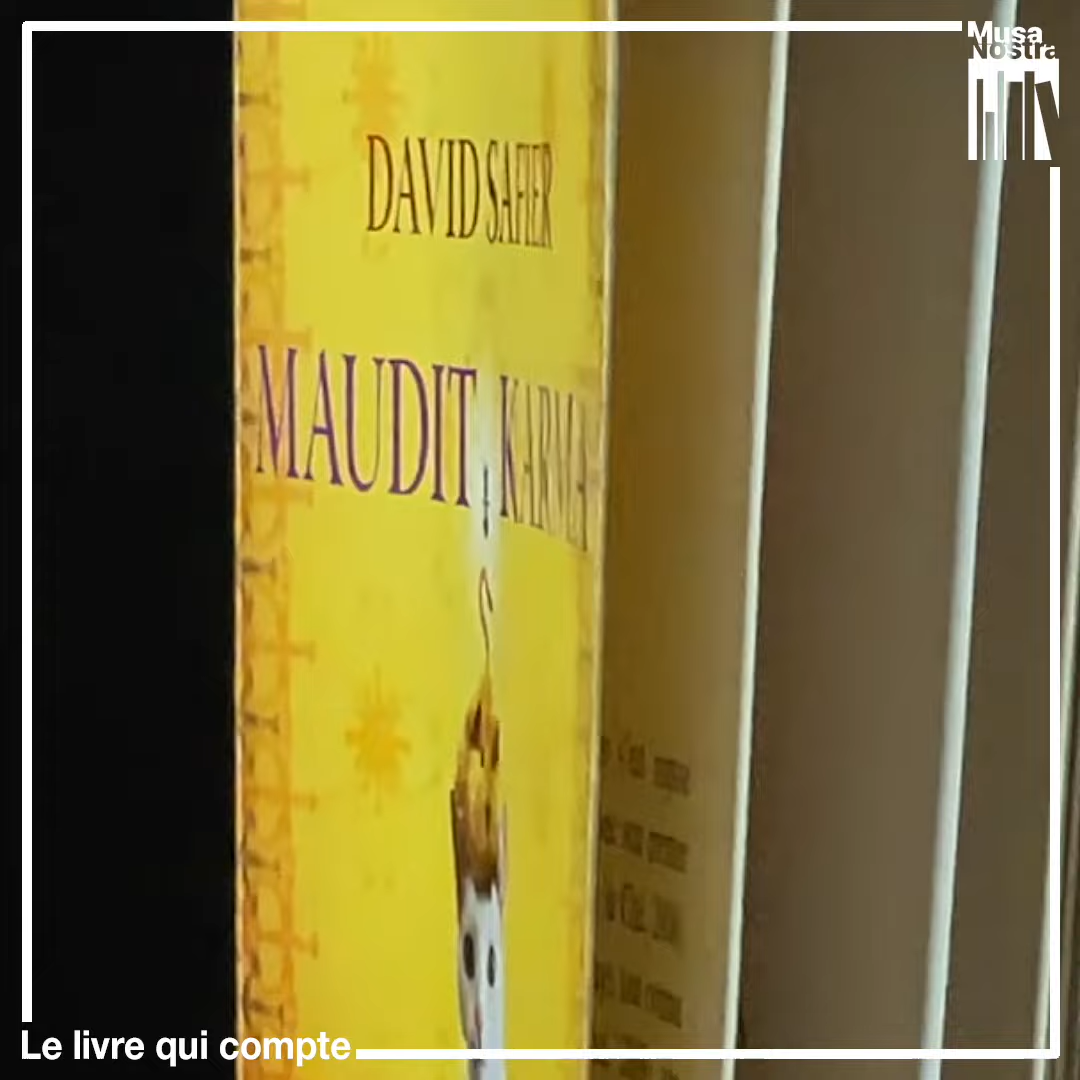 Musa
Nostra
DAVID SAFIER
MAUDIT KARMA
Le livre qui compte